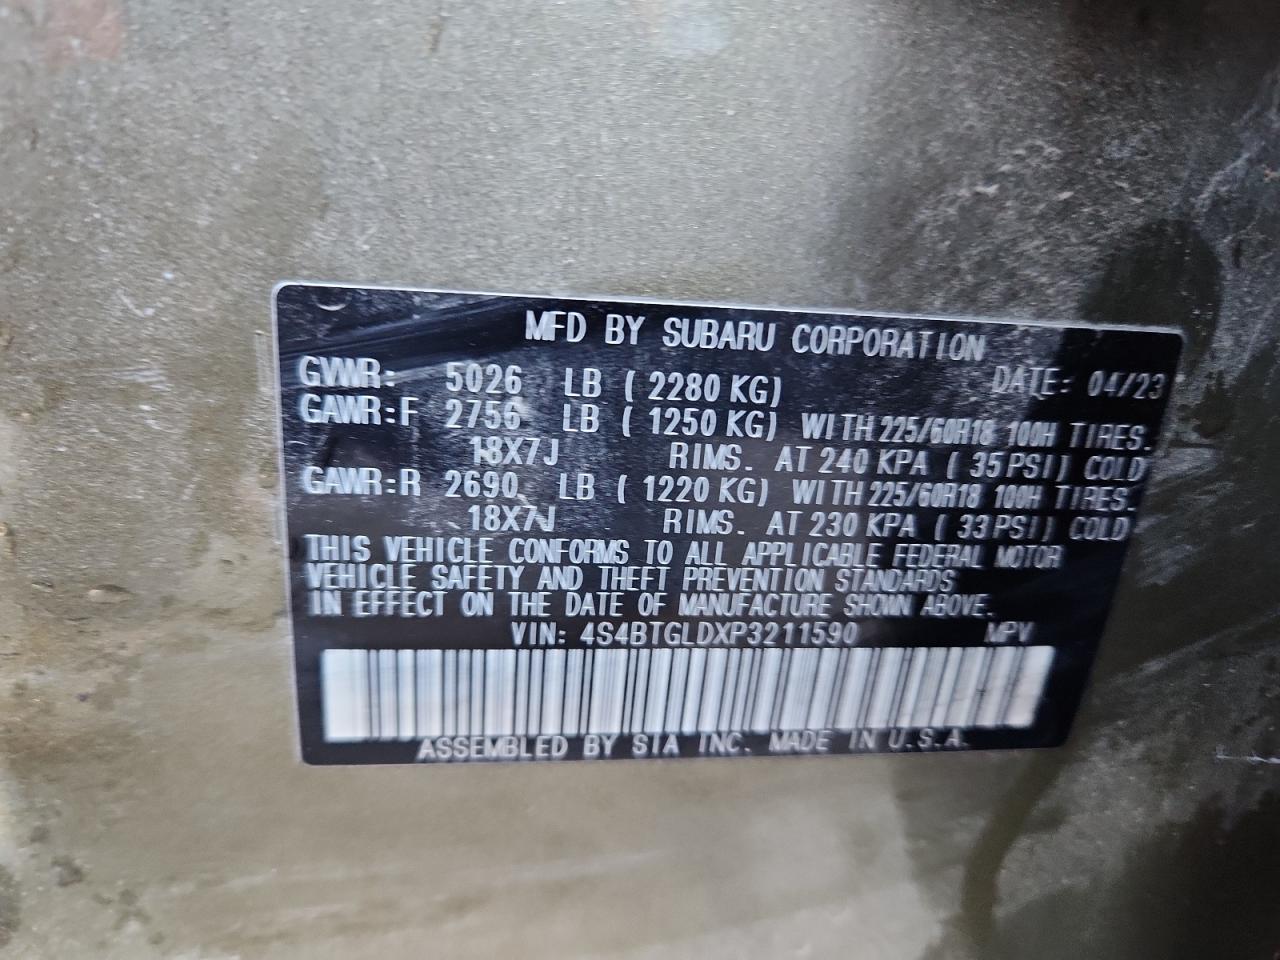 MFD BY SUBARU CORPORATION
GVWR: 5026 LB ( 2280 KG) DATE: 04/23
GAWR:F 2756 LB ( 1250 KG) WITH 225/60R18 100H TIRES.
18X7J RIMS. AT 240 KPA ( 35 PSI) COLD
GAWR:R 2690 LB ( 1220 KG) WITH 225/60R18 100H TIRES.
18X7J RIMS. AT 230 KPA ( 33 PSI) COLD
THIS VEHICLE CONFORMS TO ALL APPLICABLE FEDERAL MOTOR
VEHICLE SAFETY AND THEFT PREVENTION STANDARDS
IN EFFECT ON THE DATE OF MANUFACTURE SHOWN ABOVE.
VIN: 4S4BTGLDXP3211590 MPV
ASSEMBLED BY SIA INC. MADE IN U.S.A.